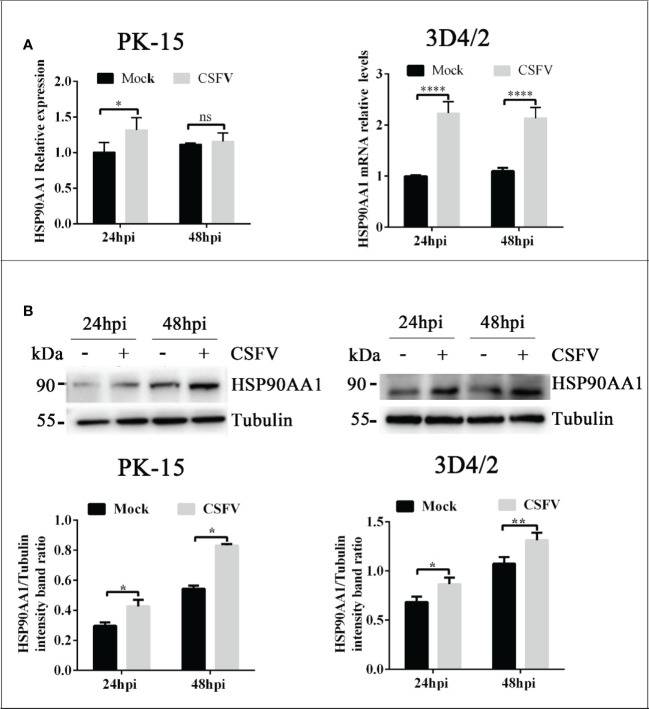 A
PK-15
Mock CSFV
HSP90AA1 Relative expression
2.0
1.5
1.0
0.5
0.0
*
ns
24hpi 48hpi
3D4/2
Mock CSFV
HSP90AA1 mRNA relative levels
3
2
1
0
****
****
24hpi 48hpi
B
24hpi 48hpi
kDa - + - + CSFV
90 HSP90AA1
55 Tubulin
24hpi 48hpi
kDa - + - + CSFV
90 HSP90AA1
55 Tubulin
PK-15
Mock CSFV
HSP90AA1/Tubulin
intensity band ratio
1.0
0.8
0.6
0.4
0.2
0.0
*
*
24hpi 48hpi
3D4/2
Mock CSFV
HSP90AA1/Tubulin
intensity band ratio
1.5
1.0
0.5
0.0
*
**
24hpi 48hpi